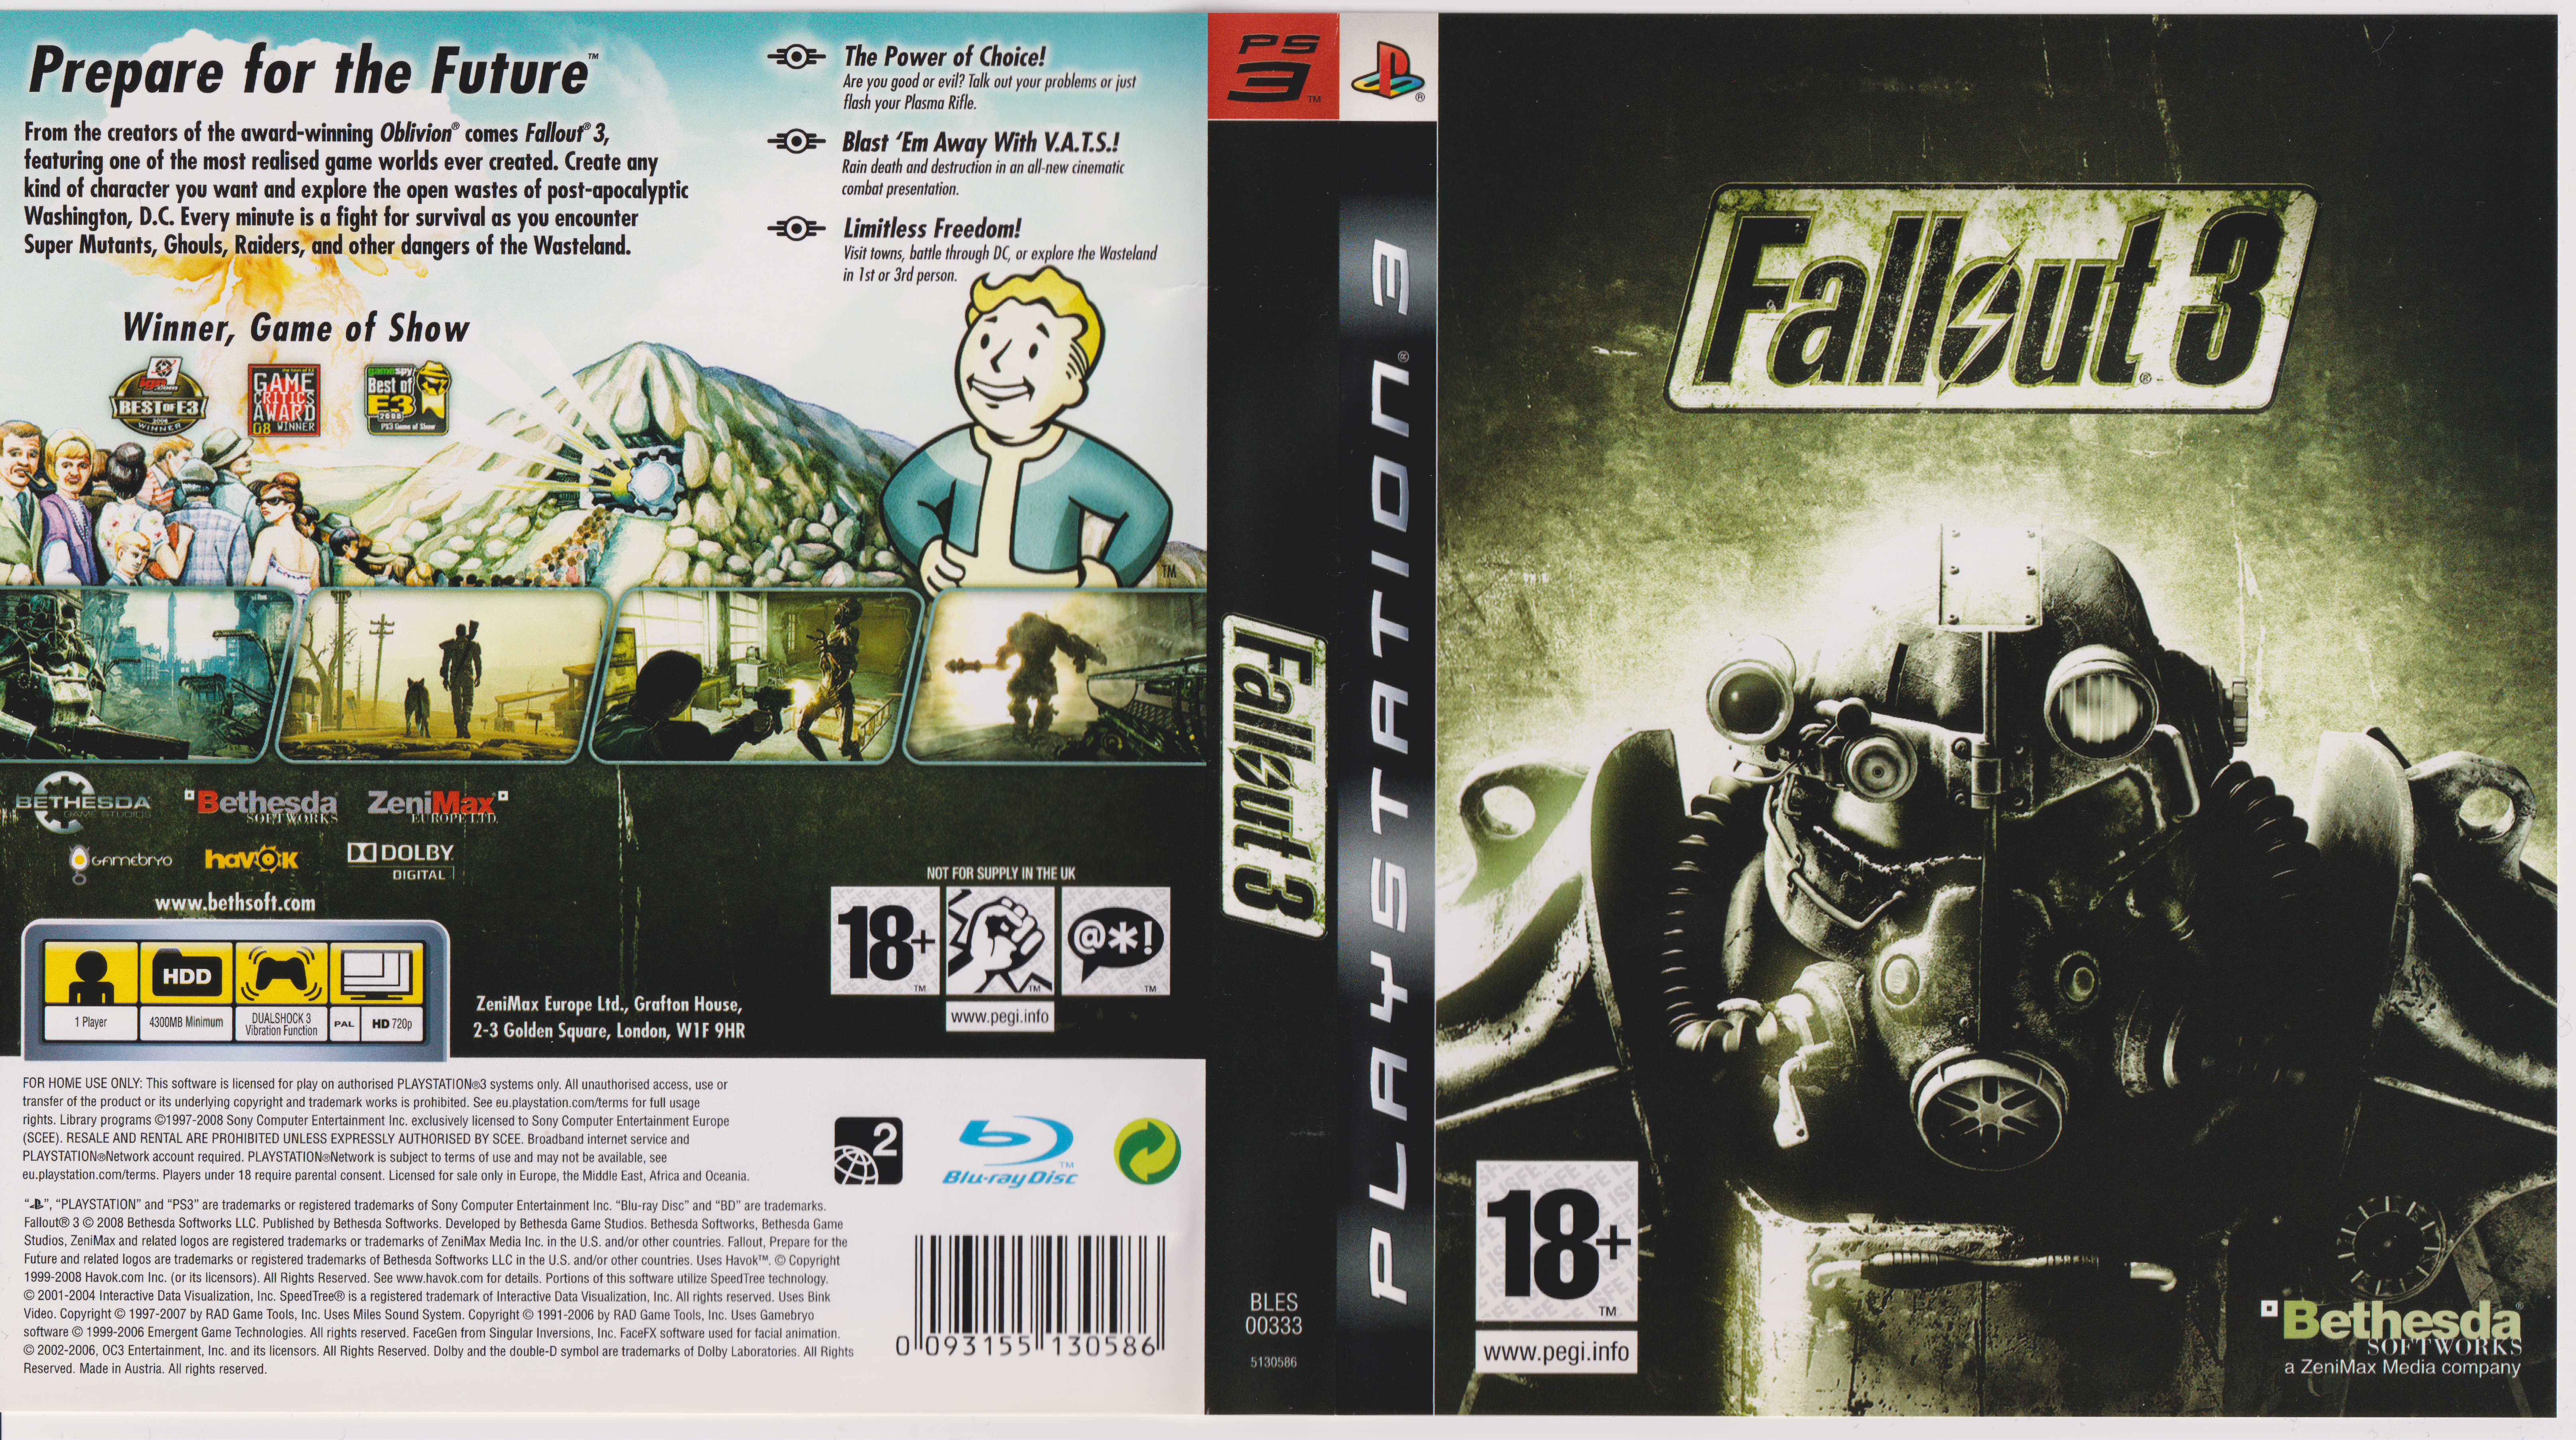 Prepare for the Future™
From the creators of the award-winning Oblivion® comes Fallout® 3,
featuring one of the most realised game worlds ever created. Create any
kind of character you want and explore the open wastes of post-apocalyptic
Washington, D.C. Every minute is a fight for survival as you encounter
Super Mutants, Ghouls, Raiders, and other dangers of the Wasteland.
The Power of Choice!
Are you good or evil? Talk out your problems or just
flash your Plasma Rifle.
Blast ‘Em Away With V.A.T.S.!
Rain death and destruction in an all-new cinematic
combat presentation.
Limitless Freedom!
Visit towns, battle through DC, or explore the Wasteland
in 1st or 3rd person.
Winner, Game of Show
ign.com
BEST OF E3
2008
WINNER
the best of E3
GAME
CRITICS
AWARD
08 WINNER
gamespy
Best of
E3
2008
PS3 Game of Show
TM
BETHESDA
GAME STUDIOS
Bethesda
SOFTWORKS
ZeniMax
EUROPE LTD.
GAMEBRYO
havok
DOLBY
DIGITAL
www.bethsoft.com
1 Player
HDD
4300MB Minimum
DUALSHOCK 3
Vibration Function
PAL
HD 720p
ZeniMax Europe Ltd., Grafton House,
2-3 Golden Square, London, W1F 9HR
NOT FOR SUPPLY IN THE UK
18+
TM
TM
@*!
TM
www.pegi.info
FOR HOME USE ONLY: This software is licensed for play on authorised PLAYSTATION®3 systems only. All unauthorised access, use or
transfer of the product or its underlying copyright and trademark works is prohibited. See eu.playstation.com/terms for full usage
rights. Library programs ©1997-2008 Sony Computer Entertainment Inc. exclusively licensed to Sony Computer Entertainment Europe
(SCEE). RESALE AND RENTAL ARE PROHIBITED UNLESS EXPRESSLY AUTHORISED BY SCEE. Broadband internet service and
PLAYSTATION®Network account required. PLAYSTATION®Network is subject to terms of use and may not be available, see
eu.playstation.com/terms. Players under 18 require parental consent. Licensed for sale only in Europe, the Middle East, Africa and Oceania.
“ ”, “PLAYSTATION” and “PS3” are trademarks or registered trademarks of Sony Computer Entertainment Inc. “Blu-ray Disc” and “BD” are trademarks.
Fallout® 3 © 2008 Bethesda Softworks LLC. Published by Bethesda Softworks. Developed by Bethesda Game Studios. Bethesda Softworks, Bethesda Game
Studios, ZeniMax and related logos are registered trademarks or trademarks of ZeniMax Media Inc. in the U.S. and/or other countries. Fallout, Prepare for the
Future and related logos are trademarks or registered trademarks of Bethesda Softworks LLC in the U.S. and/or other countries. Uses Havok™. © Copyright
1999-2008 Havok.com Inc. (or its licensors). All Rights Reserved. See www.havok.com for details. Portions of this software utilize SpeedTree technology.
© 2001-2004 Interactive Data Visualization, Inc. SpeedTree® is a registered trademark of Interactive Data Visualization, Inc. All rights reserved. Uses Bink
Video. Copyright © 1997-2007 by RAD Game Tools, Inc. Uses Miles Sound System. Copyright © 1991-2006 by RAD Game Tools, Inc. Uses Gamebryo
software © 1999-2006 Emergent Game Technologies. All rights reserved. FaceGen from Singular Inversions, Inc. FaceFX software used for facial animation.
© 2002-2006, OC3 Entertainment, Inc. and its licensors. All Rights Reserved. Dolby and the double-D symbol are trademarks of Dolby Laboratories. All Rights
Reserved. Made in Austria. All rights reserved.
2
Blu-ray Disc™
0 093155 130586
PS
3™
Fallout 3
BLES
00333
5130586
®
PLAYSTATION® 3
Fallout® 3
18+
TM
www.pegi.info
Bethesda®
SOFTWORKS
a ZeniMax Media company